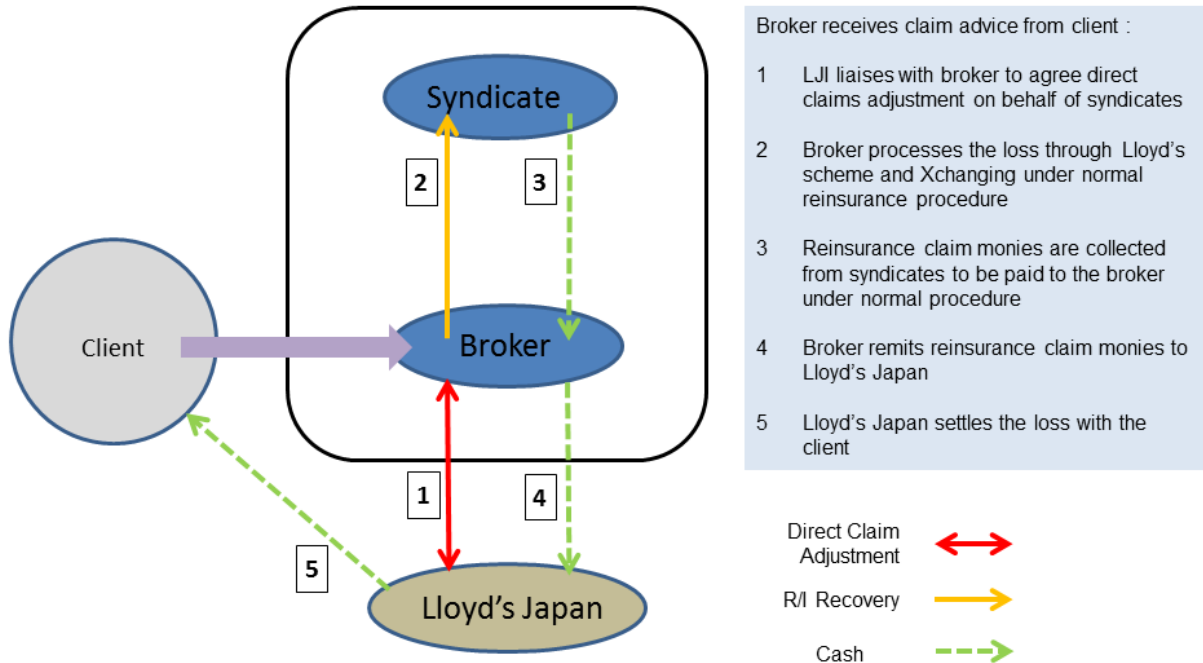 Syndicate
2
3
Client
Broker
1
4
5
Lloyd's Japan
Broker receives claim advice from client :
1 LJI liaises with broker to agree direct
claims adjustment on behalf of syndicates
2 Broker processes the loss through Lloyd's
scheme and Xchanging under normal
reinsurance procedure
3 Reinsurance claim monies are collected
from syndicates to be paid to the broker
under normal procedure
4 Broker remits reinsurance claim monies to
Lloyd's Japan
5 Lloyd's Japan settles the loss with the
client
Direct Claim
Adjustment
R/I Recovery
Cash